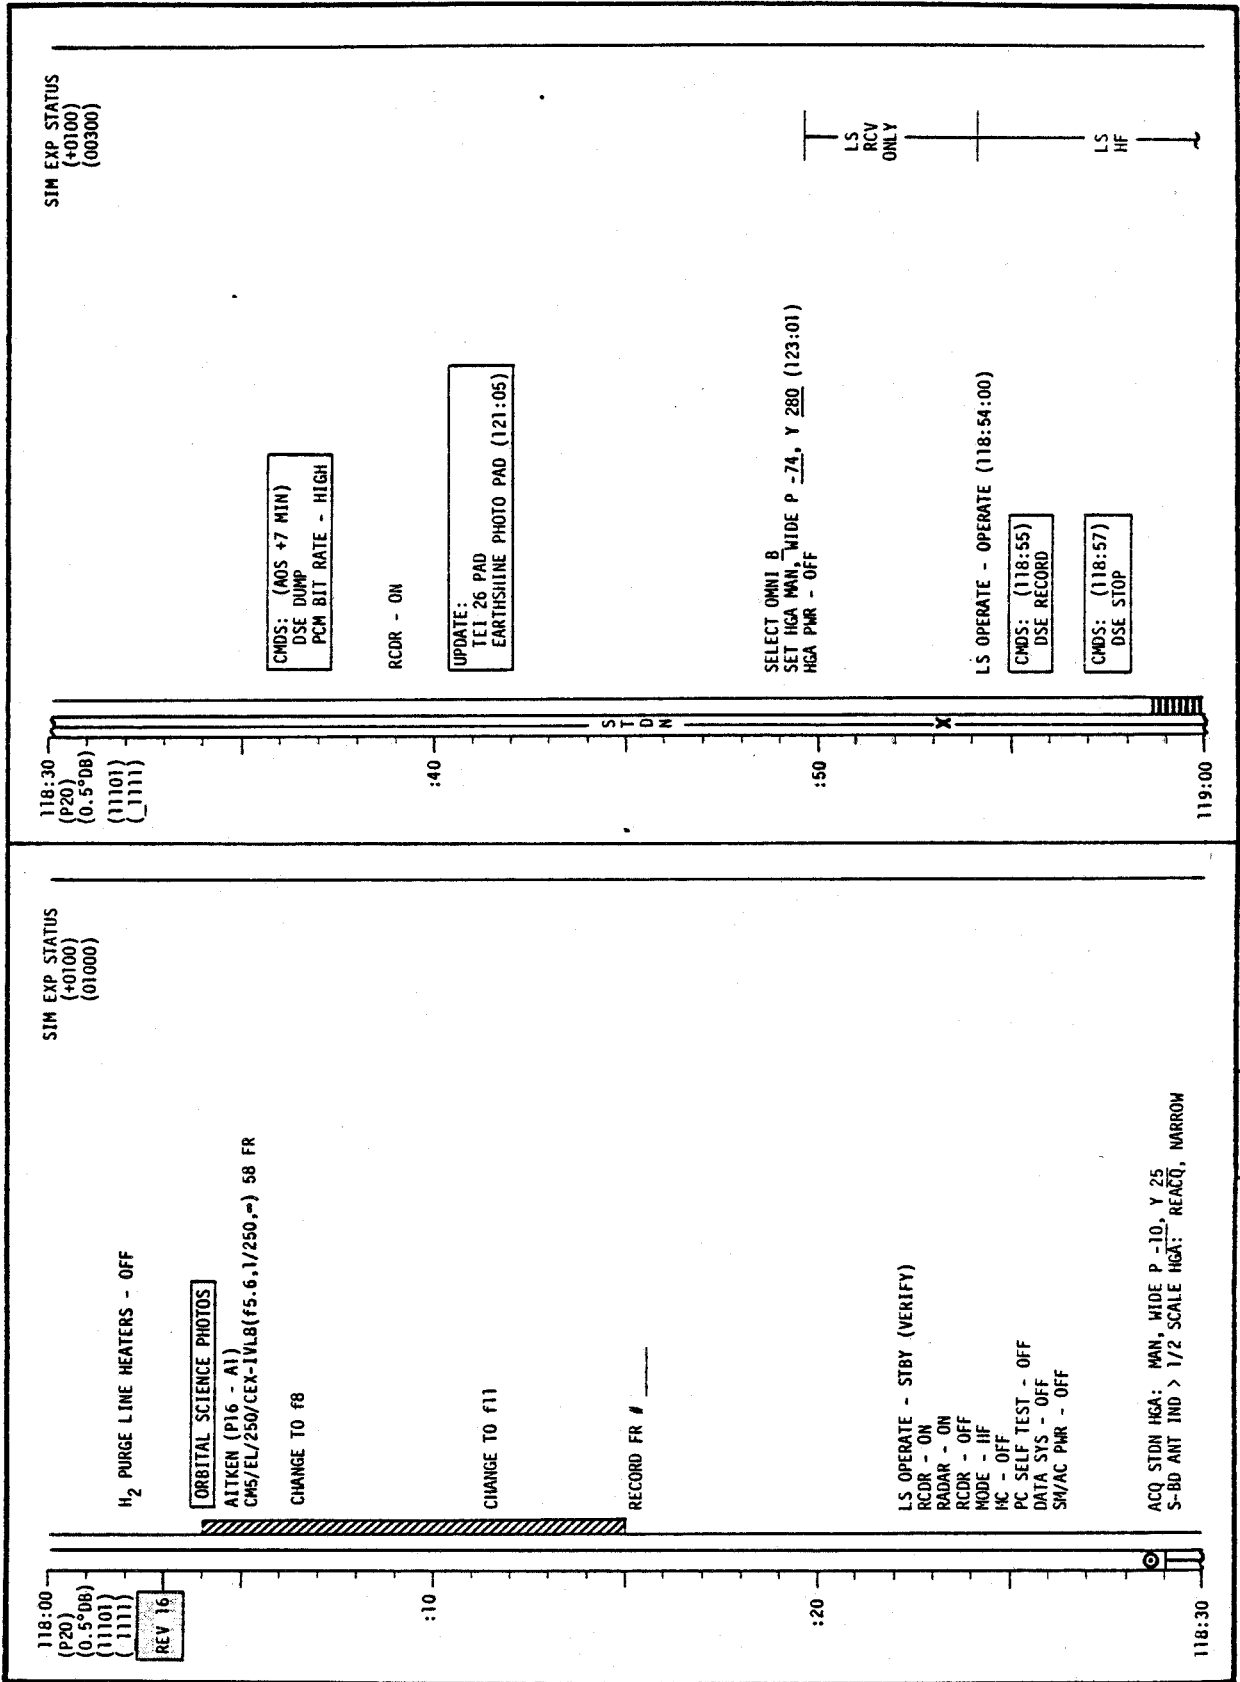 118:00
(P20)
(0.5°DB)
(11101)
( 1111)
REV 16
:10
:20
118:30
SIM EXP STATUS
(+0100)
(01000)
H2 PURGE LINE HEATERS - OFF
ORBITAL SCIENCE PHOTOS
AITKEN (P16 - A1)
CM5/EL/250/CEX-IVL8(f5.6,1/250,∞) 58 FR
CHANGE TO f8
CHANGE TO f11
RECORD FR # ____
LS OPERATE - STBY (VERIFY)
RCDR - ON
RADAR - ON
RCDR - OFF
MODE - HF
MC - OFF
PC SELF TEST - OFF
DATA SYS - OFF
SM/AC PWR - OFF
ACQ STDN HGA: MAN, WIDE P -10, Y 25
S-BD ANT IND > 1/2 SCALE HGA: REACQ, NARROW
118:30
(P20)
(0.5°DB)
(11101)
(_1111)
:40
:50
119:00
STDN
X
SIM EXP STATUS
(+0100)
(00300)
CMDS: (AOS +7 MIN)
DSE DUMP
PCM BIT RATE - HIGH
RCDR - ON
UPDATE:
TEI 26 PAD
EARTHSHINE PHOTO PAD (121:05)
SELECT OMNI B
SET HGA MAN, WIDE P -74, Y 280 (123:01)
HGA PWR - OFF
LS
RCV
ONLY
LS OPERATE - OPERATE (118:54:00)
CMDS: (118:55)
DSE RECORD
CMDS: (118:57)
DSE STOP
LS
HF